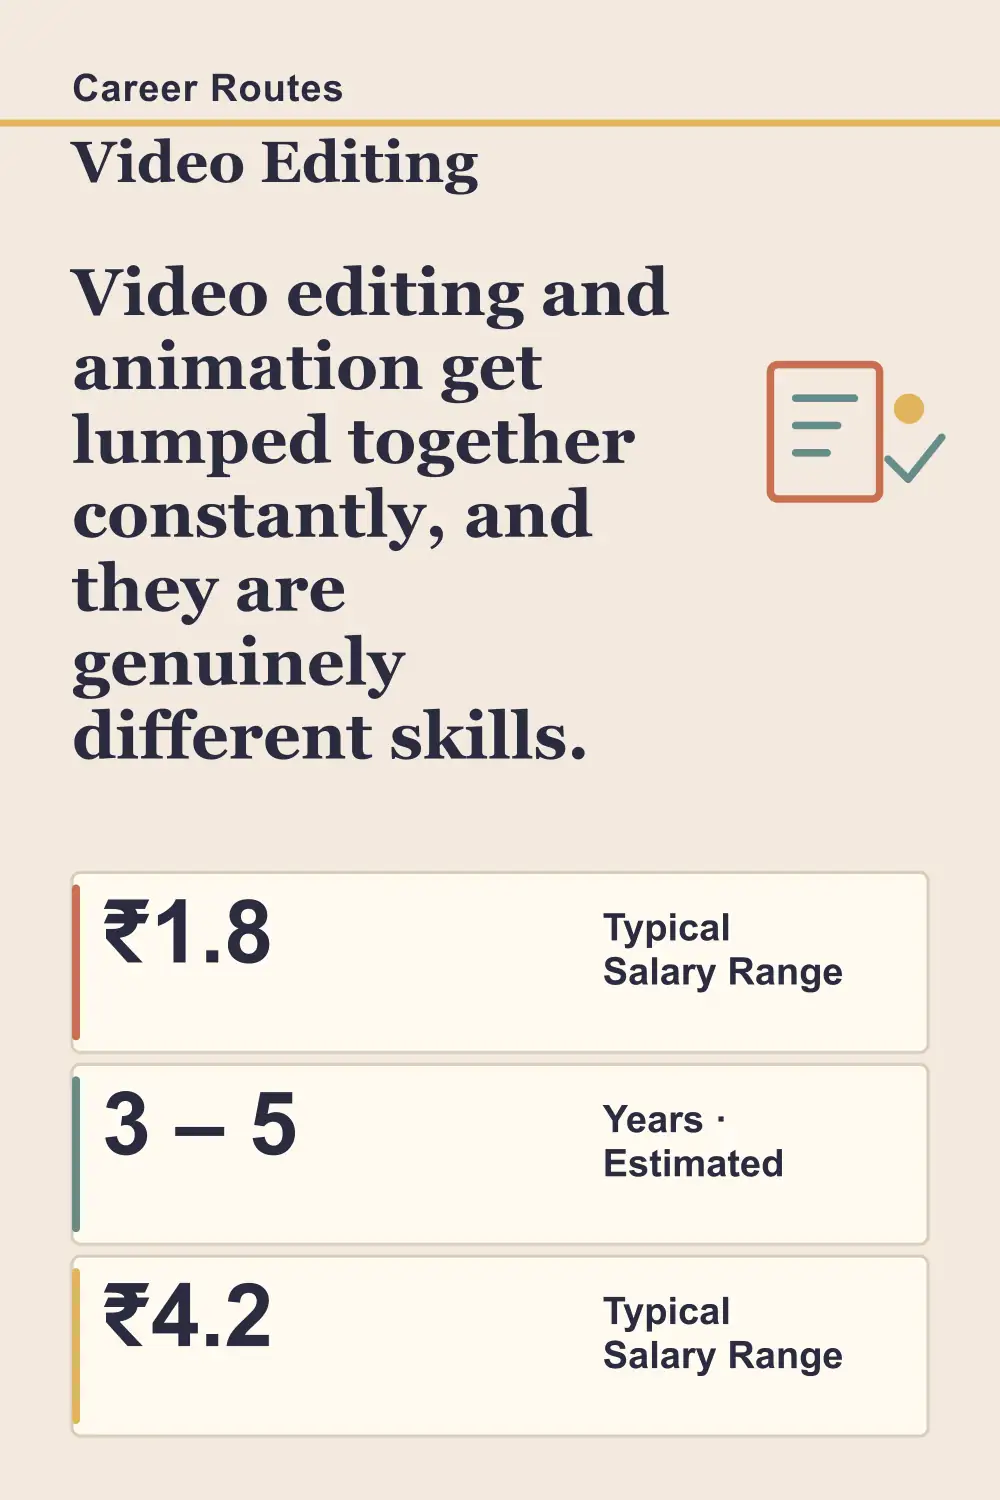 Career Routes
Video Editing
Video editing and
animation get
lumped together
constantly, and
they are
genuinely
different skills.
₹1.8
Typical
Salary Range
3 – 5
Years ·
Estimated
₹4.2
Typical
Salary Range